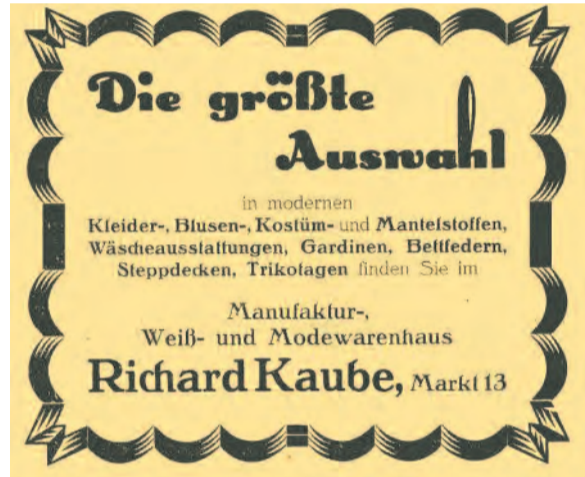 Die größte
Auswahl
in modernen
Kleider-, Blusen-, Kostüm- und Mantelstoffen,
Wäscheausstattungen, Gardinen, Bettfedern,
Steppdecken, Trikotagen finden Sie im
Manufaktur-,
Weiß- und Modewarenhaus
Richard Kaube, Markt 13